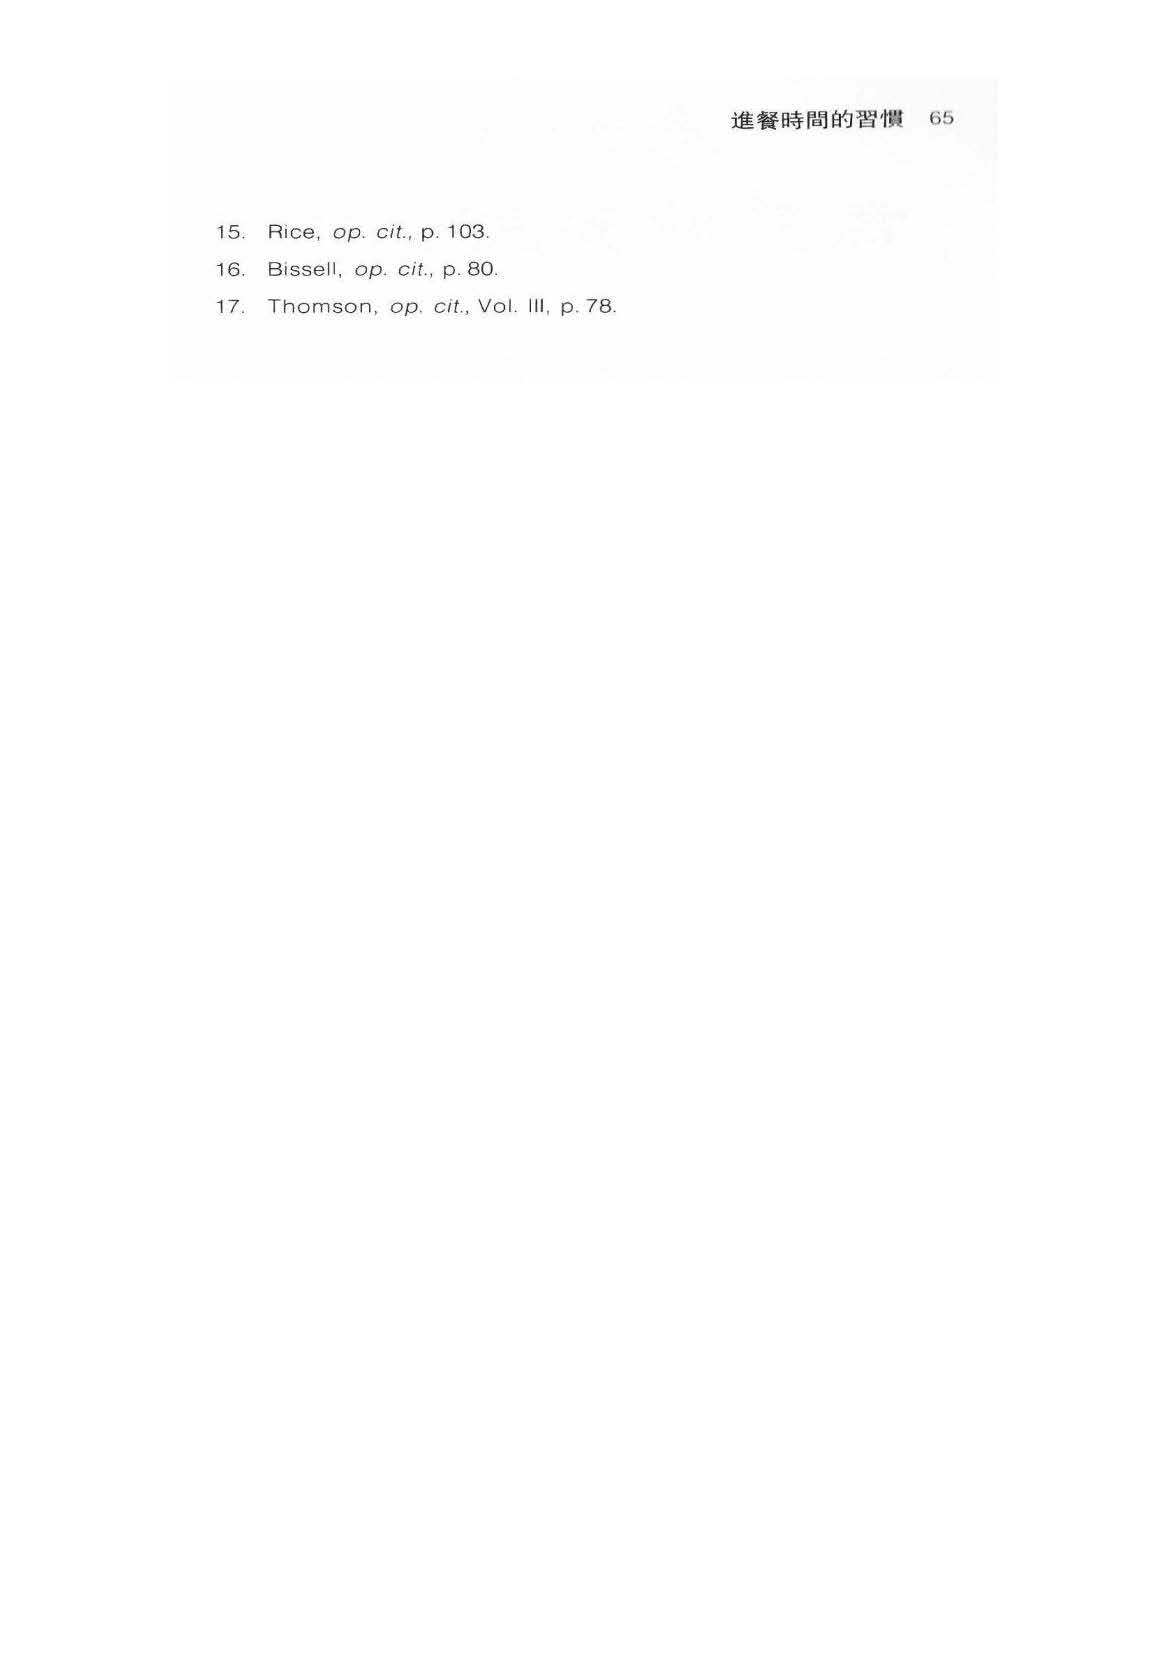 進餐時間的習慣 65
15. Rice, op. cit., p. 103.
16. Bissell, op. cit., p. 80.
17. Thomson, op. cit., Vol. III, p. 78.